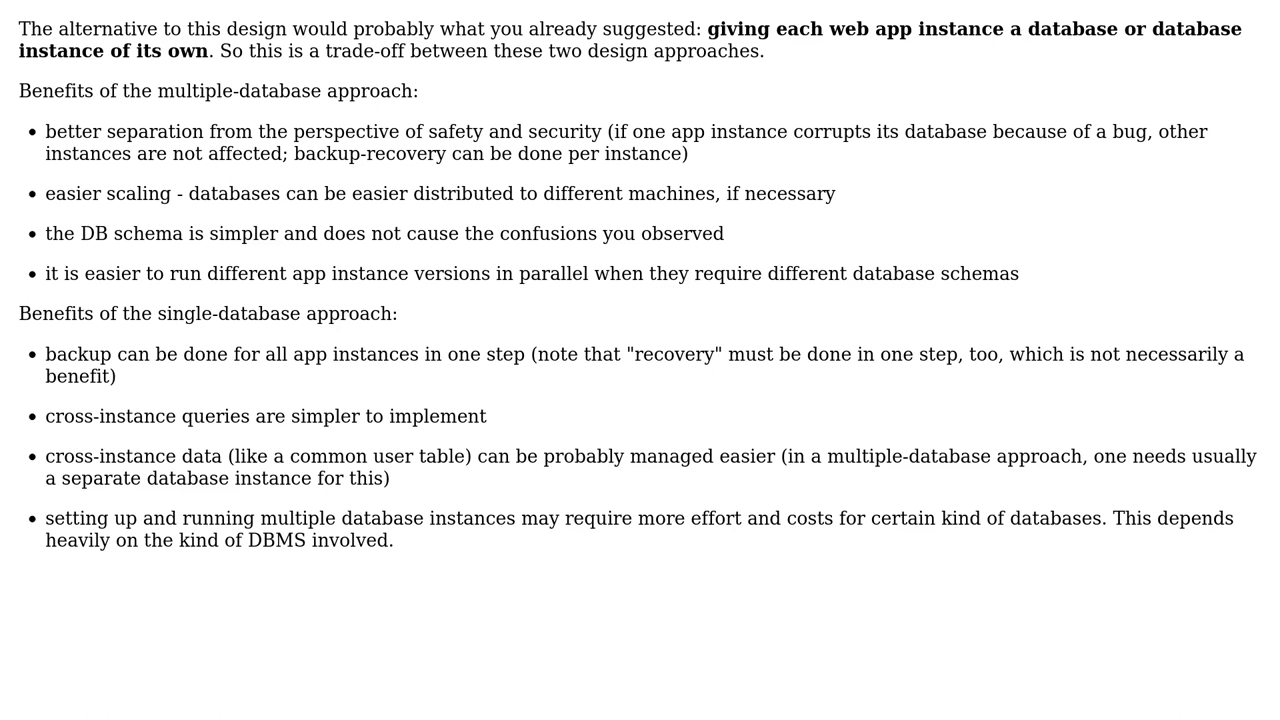 The alternative to this design would probably what you already suggested: giving each web app instance a database or database
instance of its own. So this is a trade-off between these two design approaches.
Benefits of the multiple-database approach:
• better separation from the perspective of safety and security (if one app instance corrupts its database because of a bug, other
instances are not affected; backup-recovery can be done per instance)
• easier scaling - databases can be easier distributed to different machines, if necessary
• the DB schema is simpler and does not cause the confusions you observed
• it is easier to run different app instance versions in parallel when they require different database schemas
Benefits of the single-database approach:
• backup can be done for all app instances in one step (note that "recovery" must be done in one step, too, which is not necessarily a
benefit)
• cross-instance queries are simpler to implement
• cross-instance data (like a common user table) can be probably managed easier (in a multiple-database approach, one needs usually
a separate database instance for this)
• setting up and running multiple database instances may require more effort and costs for certain kind of databases. This depends
heavily on the kind of DBMS involved.